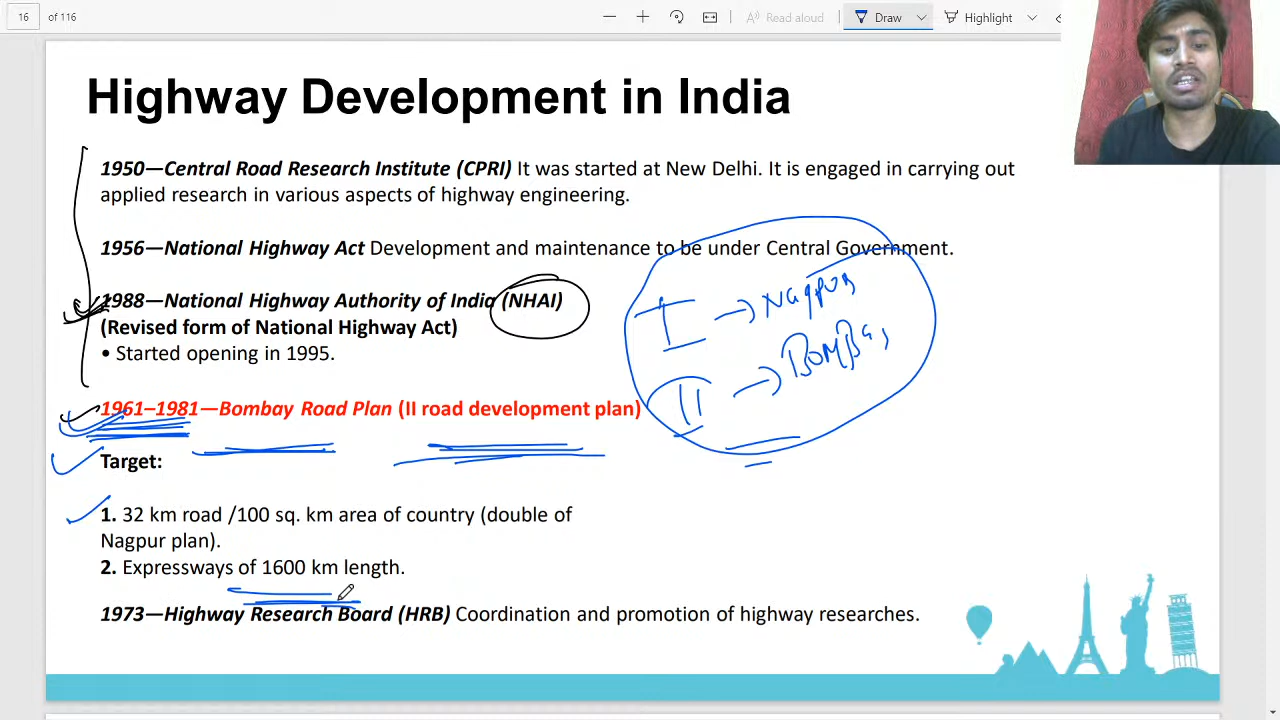 16 of 116
Read aloud
Draw
Highlight
Highway Development in India
1950—Central Road Research Institute (CPRI) It was started at New Delhi. It is engaged in carrying out
applied research in various aspects of highway engineering.
1956—National Highway Act Development and maintenance to be under Central Government.
1988—National Highway Authority of India (NHAI)
(Revised form of National Highway Act)
• Started opening in 1995.
I → Nagpur
II →
1961–1981—Bombay Road Plan (II road development plan)
Target:
1. 32 km road /100 sq. km area of country (double of
Nagpur plan).
2. Expressways of 1600 km length.
1973—Highway Research Board (HRB) Coordination and promotion of highway researches.